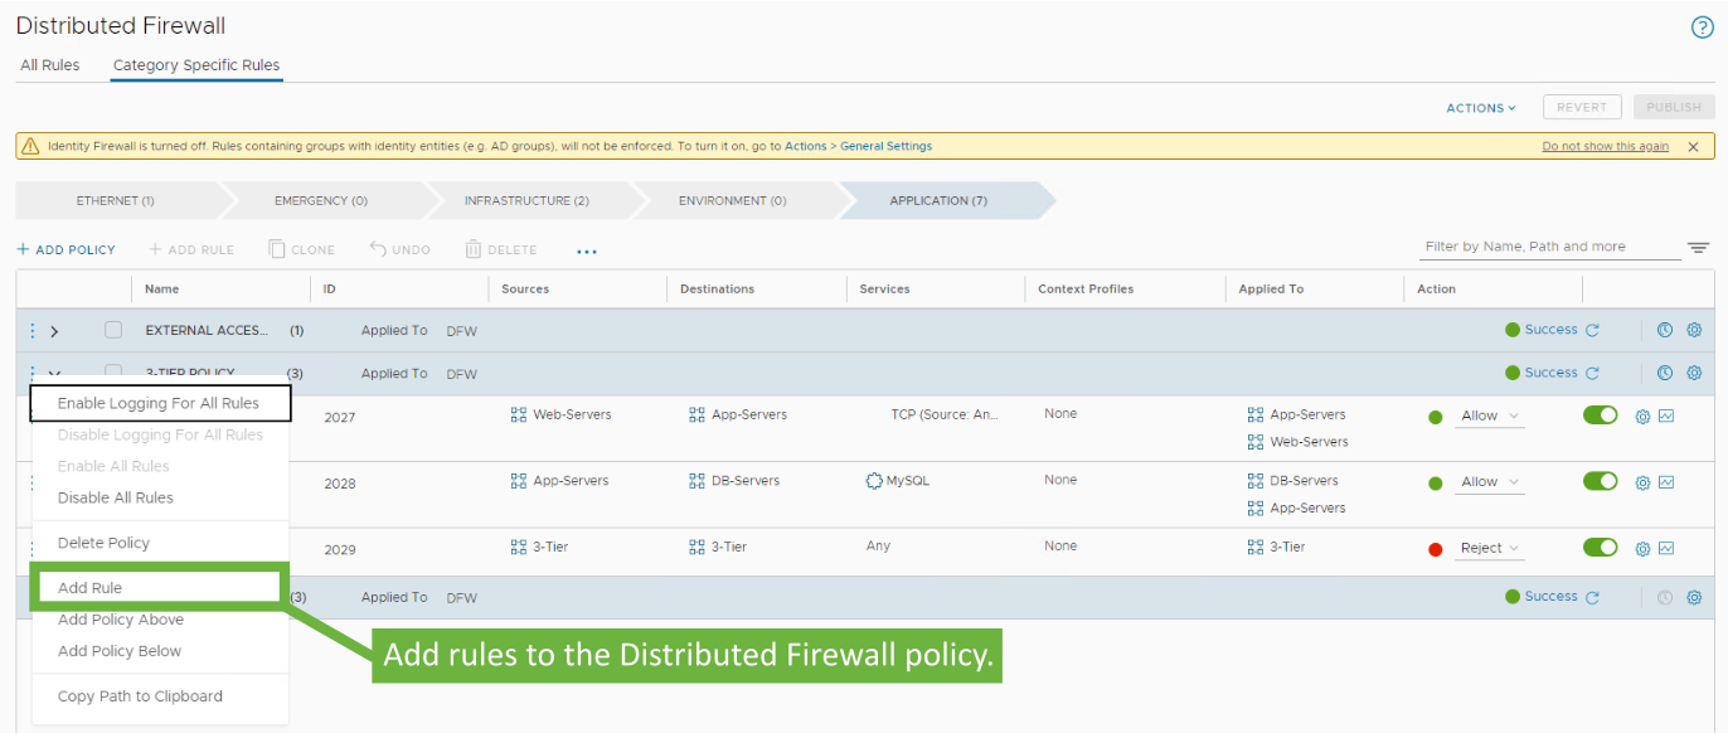 Distributed Firewall
All Rules Category Specific Rules
ACTIONS REVERT PUBLISH
Identity Firewall is turned off. Rules containing groups with identity entities (e.g. AD groups), will not be enforced. To turn it on, go to Actions > General Settings Do not show this again
ETHERNET (1) EMERGENCY (0) INFRASTRUCTURE (2) ENVIRONMENT (0) APPLICATION (7)
+ ADD POLICY + ADD RULE CLONE UNDO DELETE ... Filter by Name, Path and more
Name ID Sources Destinations Services Context Profiles Applied To Action
EXTERNAL ACCES... (1) Applied To DFW Success
3-TIER POLICY (3) Applied To DFW Success
Enable Logging For All Rules
2027 Web-Servers App-Servers TCP (Source: An... None App-Servers Allow
Disable Logging For All Rules Web-Servers
Enable All Rules
2028 App-Servers DB-Servers MySQL None DB-Servers Allow
Disable All Rules App-Servers
Delete Policy
2029 3-Tier 3-Tier Any None 3-Tier Reject
Add Rule
(3) Applied To DFW Success
Add Policy Above
Add Policy Below
Add rules to the Distributed Firewall policy.
Copy Path to Clipboard